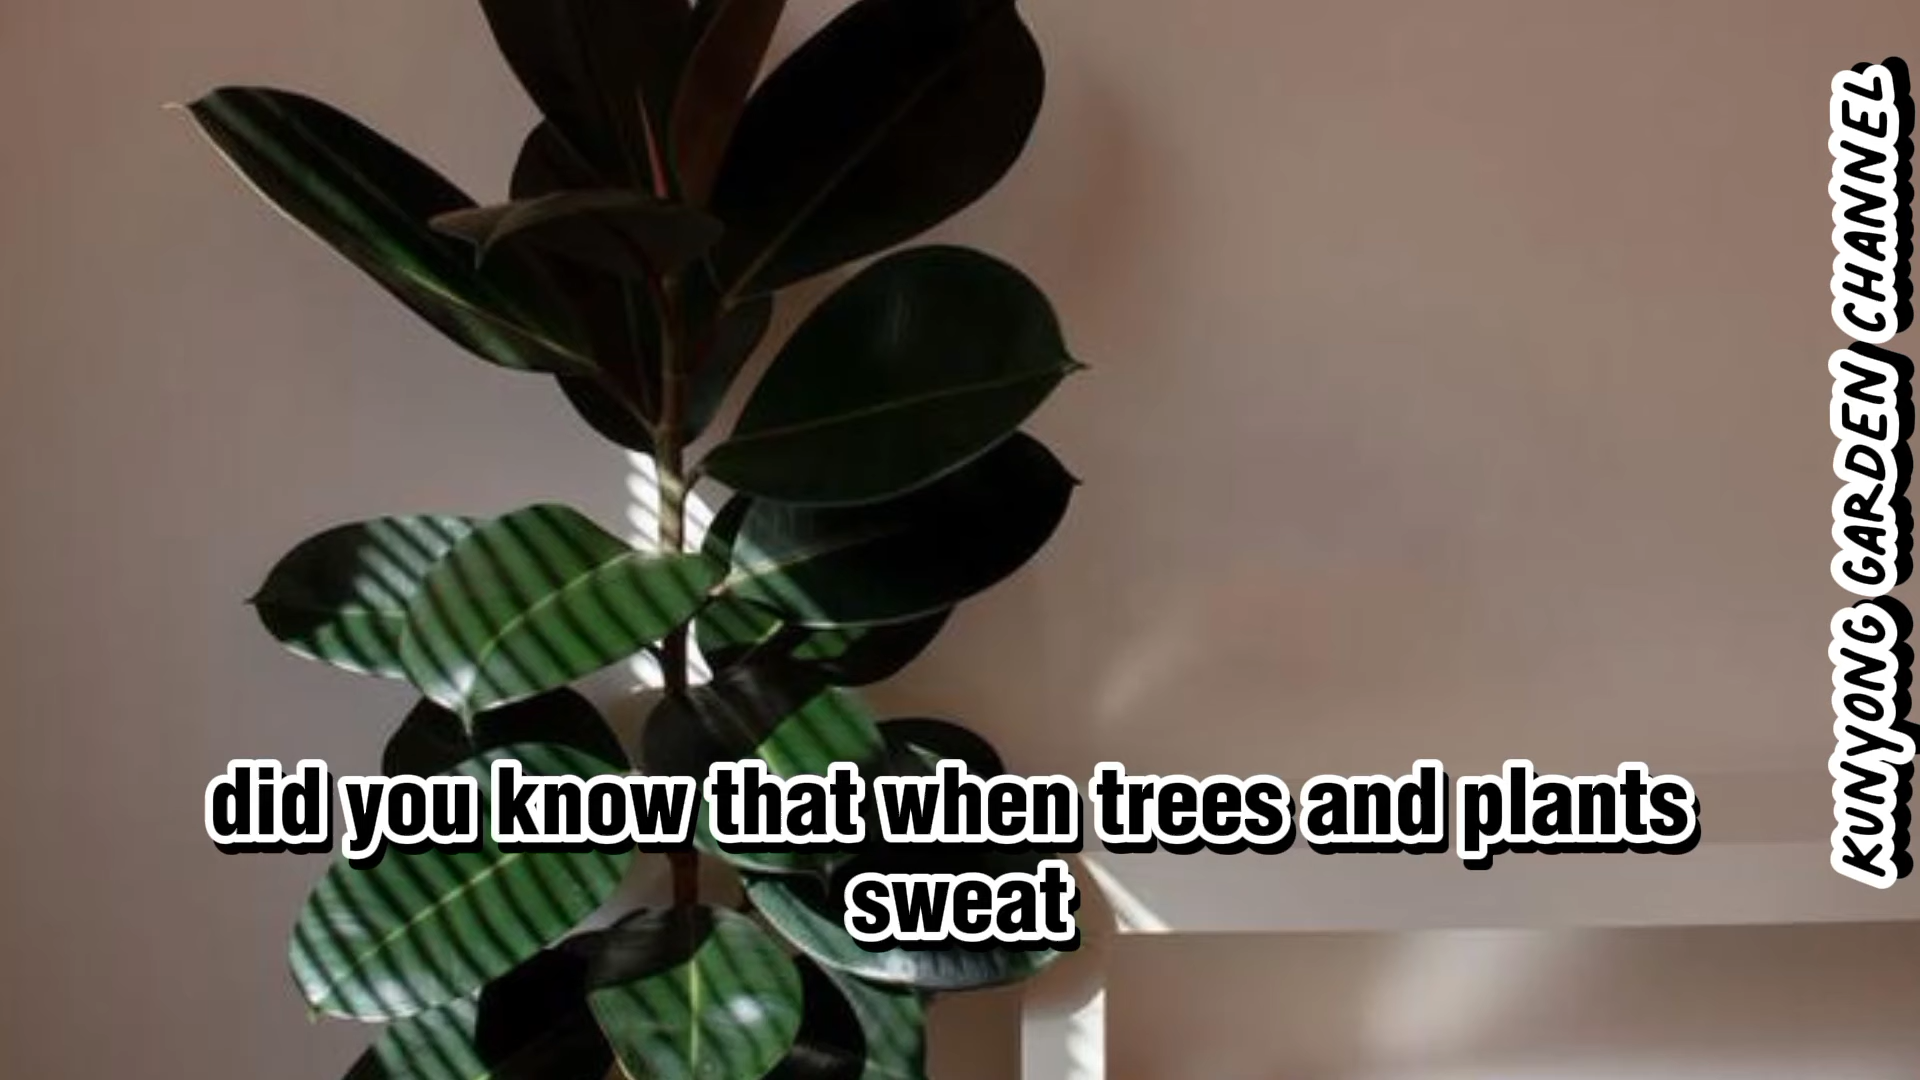 did you know that when trees and plants
sweat
KUNYONG GARDEN CHANNEL